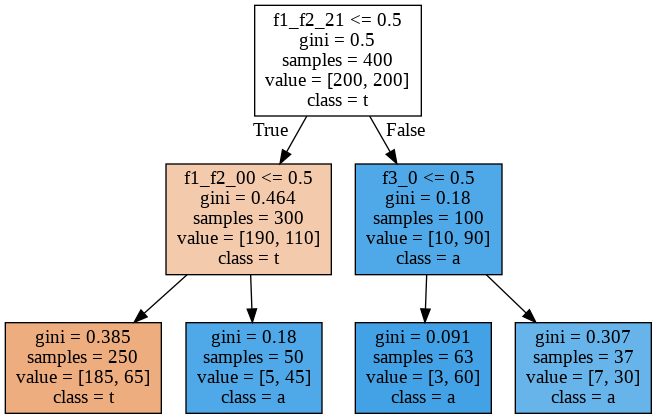 f1_f2_21 <= 0.5
gini = 0.5
samples = 400
value = [200, 200]
class = t
True
False
f1_f2_00 <= 0.5
gini = 0.464
samples = 300
value = [190, 110]
class = t
f3_0 <= 0.5
gini = 0.18
samples = 100
value = [10, 90]
class = a
gini = 0.385
samples = 250
value = [185, 65]
class = t
gini = 0.18
samples = 50
value = [5, 45]
class = a
gini = 0.091
samples = 63
value = [3, 60]
class = a
gini = 0.307
samples = 37
value = [7, 30]
class = a